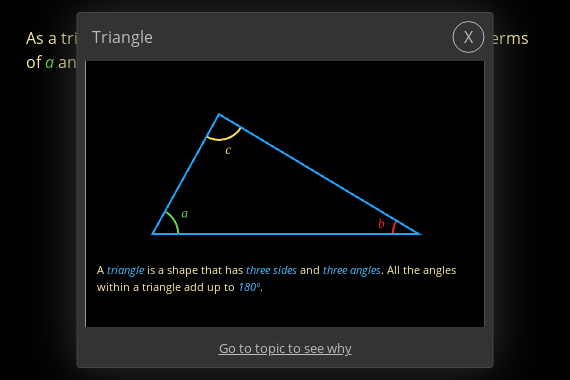 As a tri
erms
of a an
Triangle
X
c
a
b
A triangle is a shape that has three sides and three angles. All the angles
within a triangle add up to 180º.
Go to topic to see why